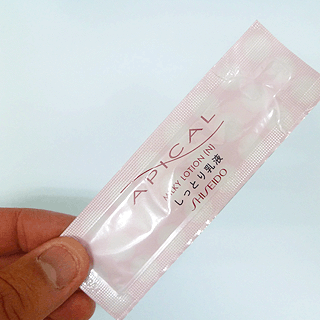 APICAL
MILKY LOTION (N)
しっとり乳液
SHISEIDO